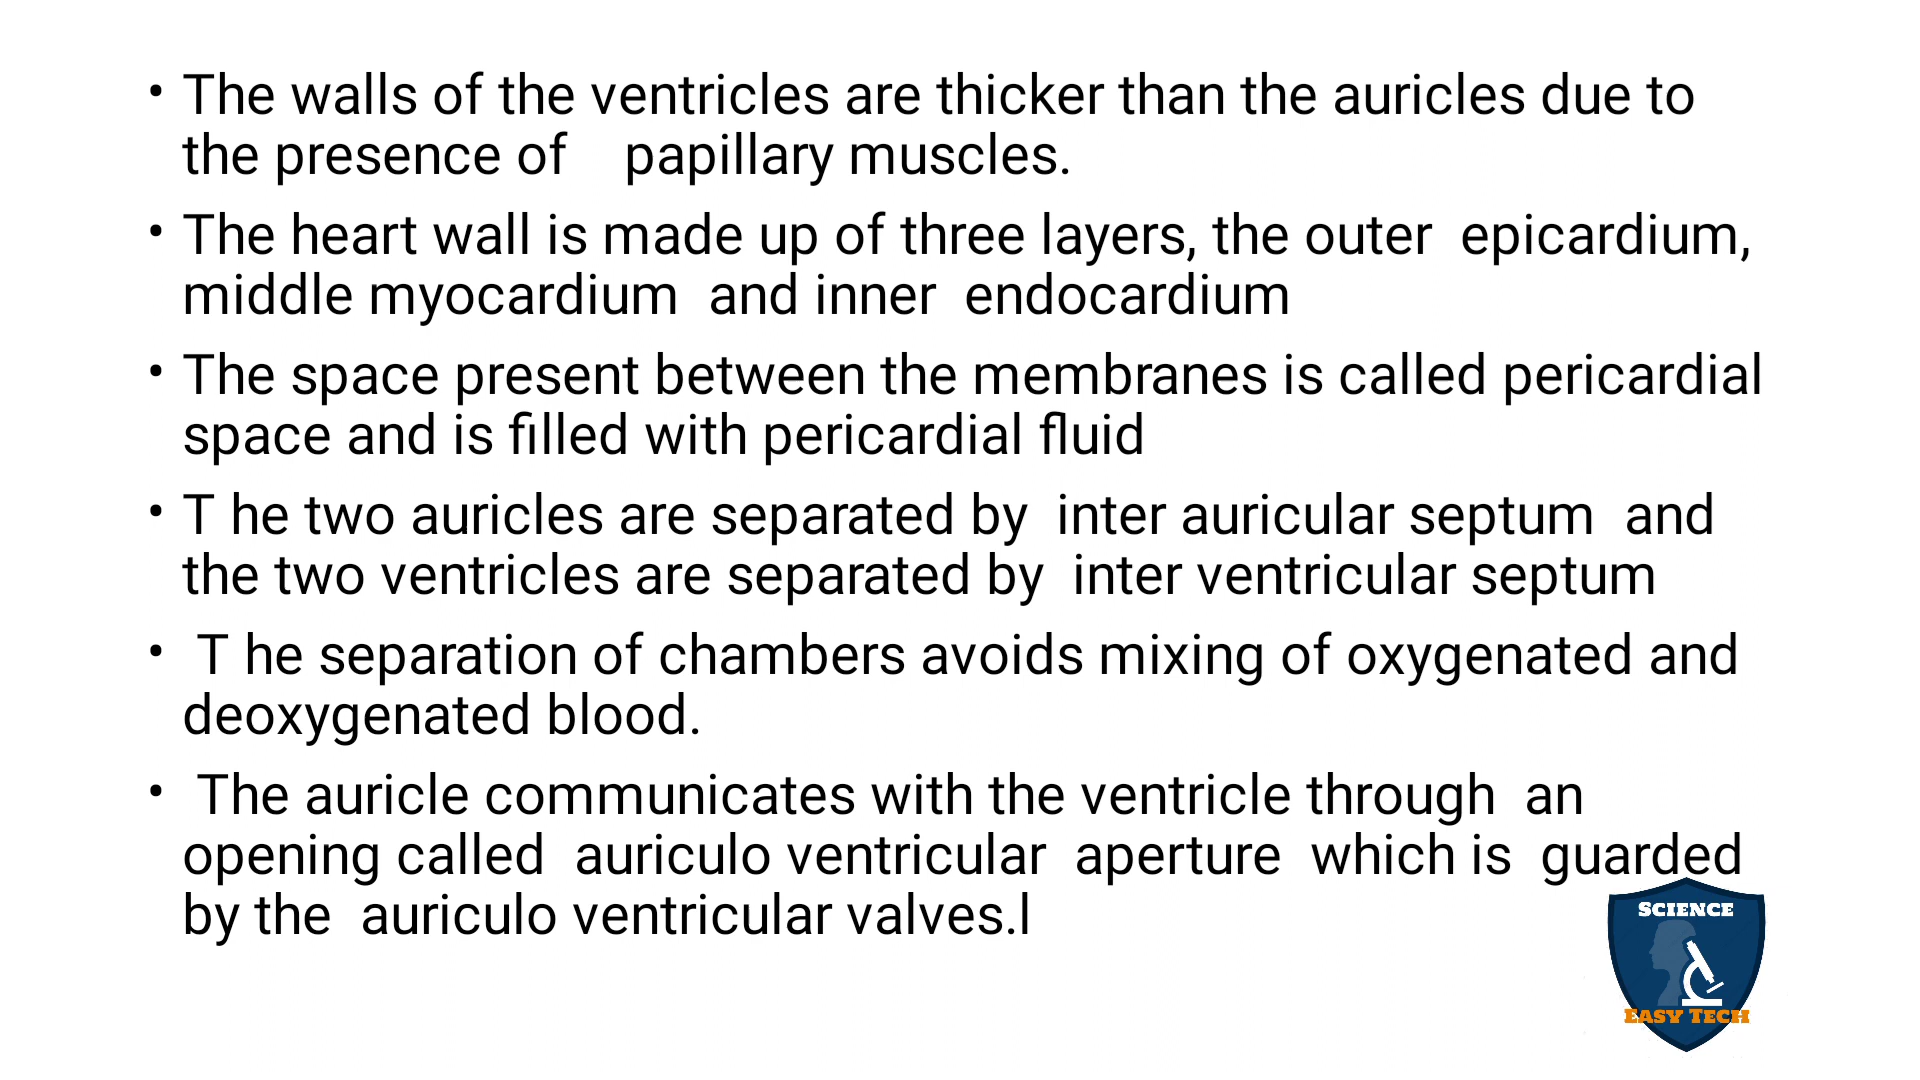 • The walls of the ventricles are thicker than the auricles due to
the presence of    papillary muscles.
• The heart wall is made up of three layers, the outer  epicardium,
middle myocardium  and inner  endocardium
• The space present between the membranes is called pericardial
space and is filled with pericardial fluid
• T he two auricles are separated by  inter auricular septum  and
the two ventricles are separated by  inter ventricular septum
•  T he separation of chambers avoids mixing of oxygenated and
deoxygenated blood.
•  The auricle communicates with the ventricle through  an
opening called  auriculo ventricular  aperture  which is  guarded
by the  auriculo ventricular valves.l
SCIENCE
EASY TECH